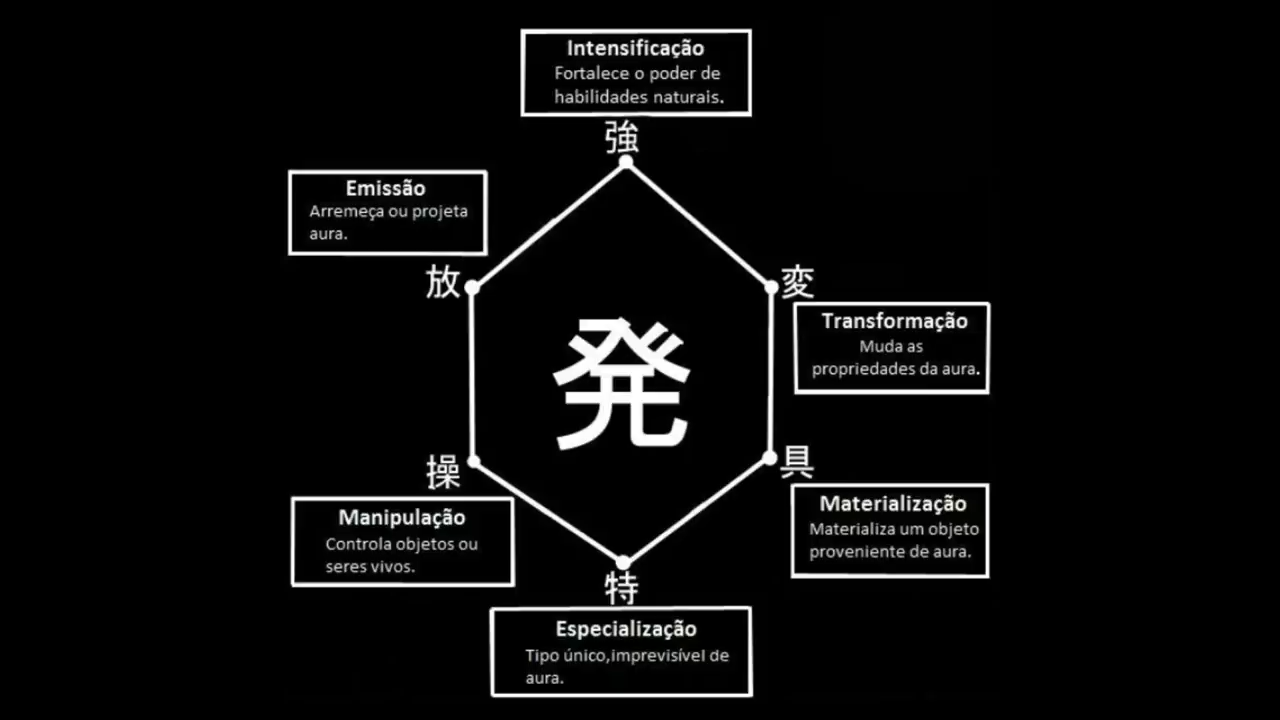 Intensificação
Fortalece o poder de
habilidades naturais.
強
Emissão
Arremeça ou projeta
aura.
放
変
Transformação
Muda as
propriedades da aura.
発
操
Manipulação
Controla objetos ou
seres vivos.
具
Materialização
Materializa um objeto
proveniente de aura.
特
Especialização
Tipo único,imprevisível de
aura.